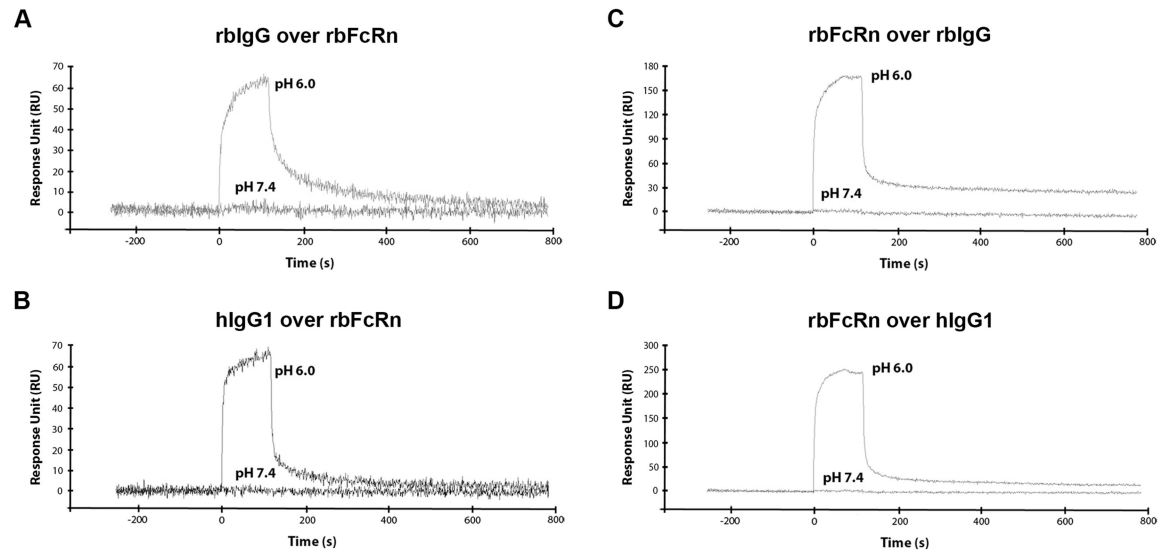 A
rbIgG over rbFcRn
70
60
50
40
30
20
10
0
Response Unit (RU)
pH 6.0
pH 7.4
-200
0
200
400
600
800
Time (s)
B
hIgG1 over rbFcRn
70
60
50
40
30
20
10
0
Response Unit (RU)
pH 6.0
pH 7.4
-200
0
200
400
600
800
Time (s)
C
rbFcRn over rbIgG
180
150
120
90
60
30
0
Response Unit (RU)
pH 6.0
pH 7.4
-200
0
200
400
600
800
Time (s)
D
rbFcRn over hIgG1
300
250
200
150
100
50
0
Response Unit (RU)
pH 6.0
pH 7.4
-200
0
200
400
600
800
Time (s)